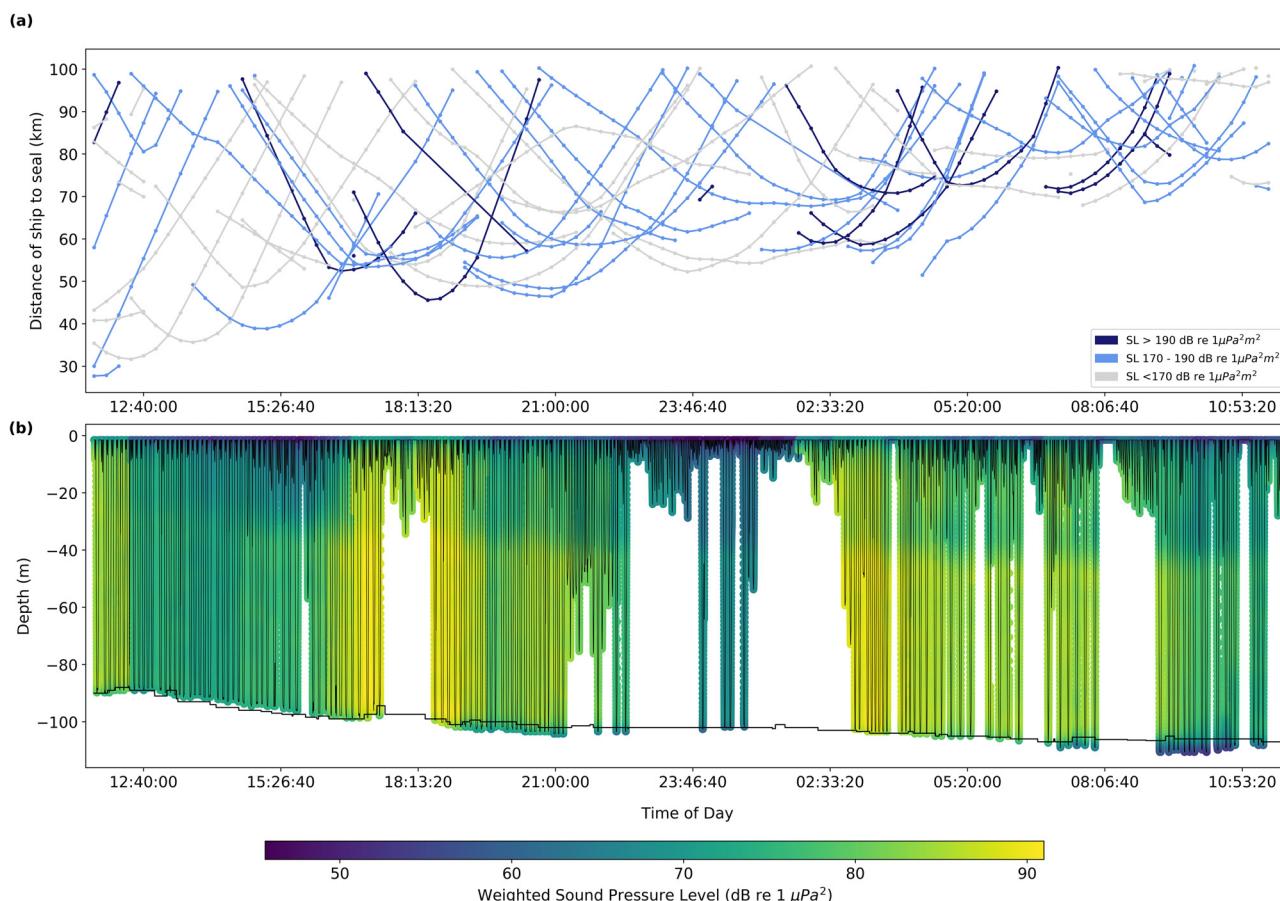 (a)
100
90
80
70
60
50
40
30
Distance of ship to seal (km)
SL > 190 dB re 1μPa²m²
SL 170 - 190 dB re 1μPa²m²
SL <170 dB re 1μPa²m²
12:40:00 15:26:40 18:13:20 21:00:00 23:46:40 02:33:20 05:20:00 08:06:40 10:53:20
(b)
0
−20
−40
−60
−80
−100
Depth (m)
12:40:00 15:26:40 18:13:20 21:00:00 23:46:40 02:33:20 05:20:00 08:06:40 10:53:20
Time of Day
50 60 70 80 90
Weighted Sound Pressure Level (dB re 1 μPa²)